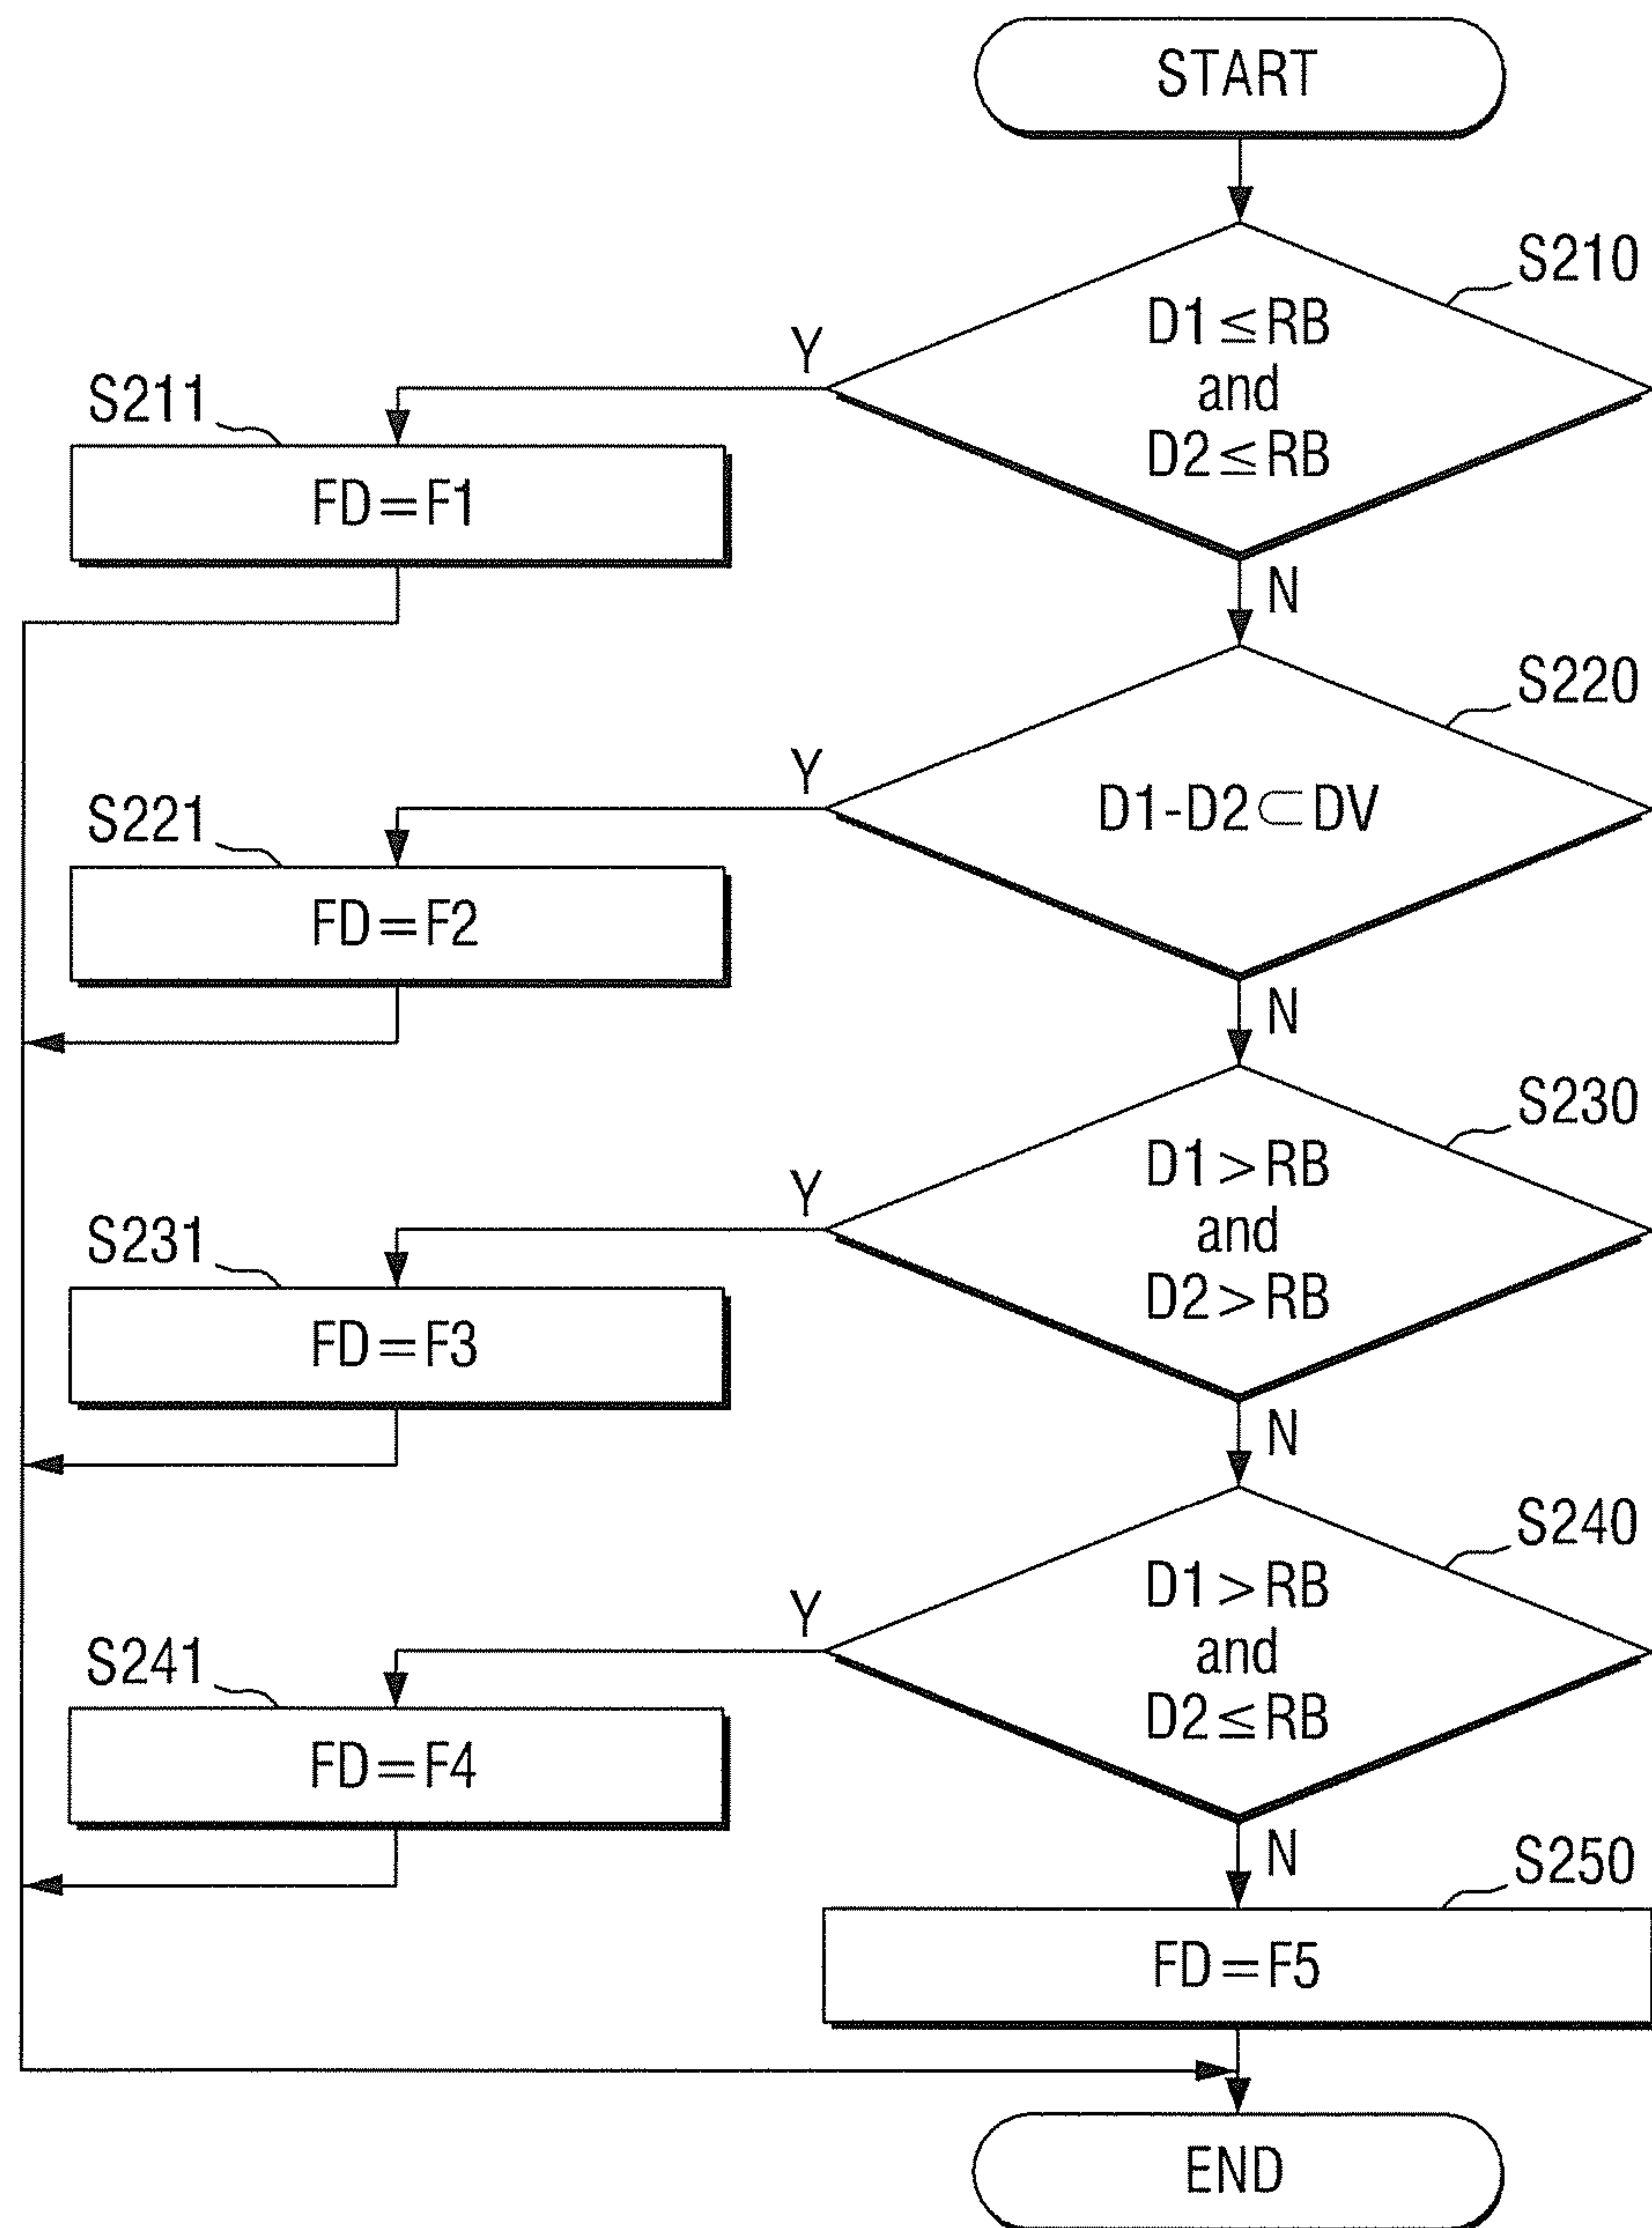 START
S210
D1≤RB
and
D2≤RB
Y
S211
FD=F1
N
S220
D1-D2⊂DV
Y
S221
FD=F2
N
S230
D1>RB
and
D2>RB
Y
S231
FD=F3
N
S240
D1>RB
and
D2≤RB
Y
S241
FD=F4
N
S250
FD=F5
END